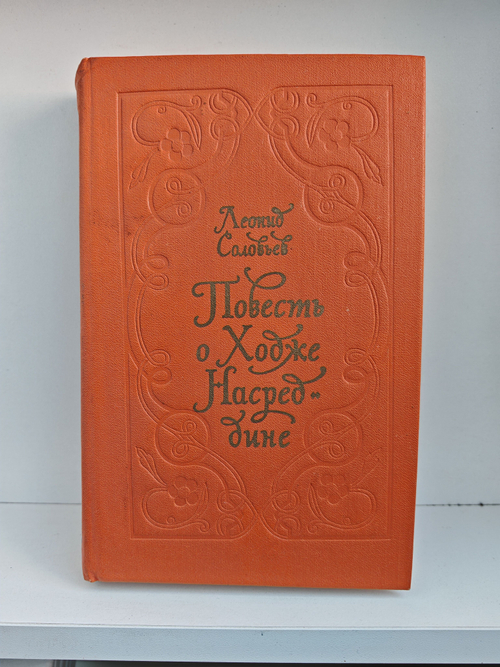 Леонид
Соловьев
Повесть
о Ходже
Насред-
дине